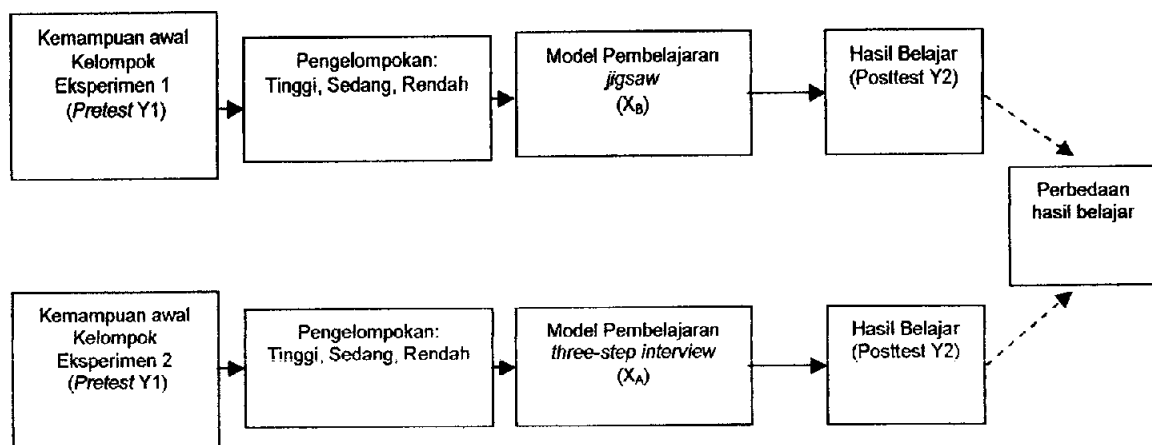 Kemampuan awal
Kelompok
Eksperimen 1
(Pretest Y1)
Pengelompokan:
Tinggi, Sedang, Rendah
Model Pembelajaran
jigsaw
(XB)
Hasil Belajar
(Posttest Y2)
Perbedaan
hasil belajar
Kemampuan awal
Kelompok
Eksperimen 2
(Pretest Y1)
Pengelompokan:
Tinggi, Sedang, Rendah
Model Pembelajaran
three-step interview
(XA)
Hasil Belajar
(Posttest Y2)